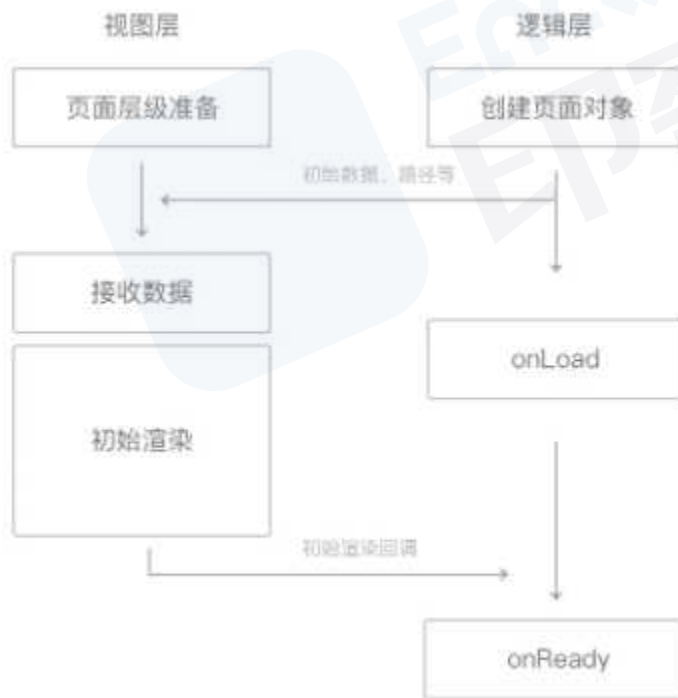 视图层
逻辑层
页面层级准备
创建页面对象
初始数据、路径等
接收数据
onLoad
初始渲染
初始渲染回调
onReady